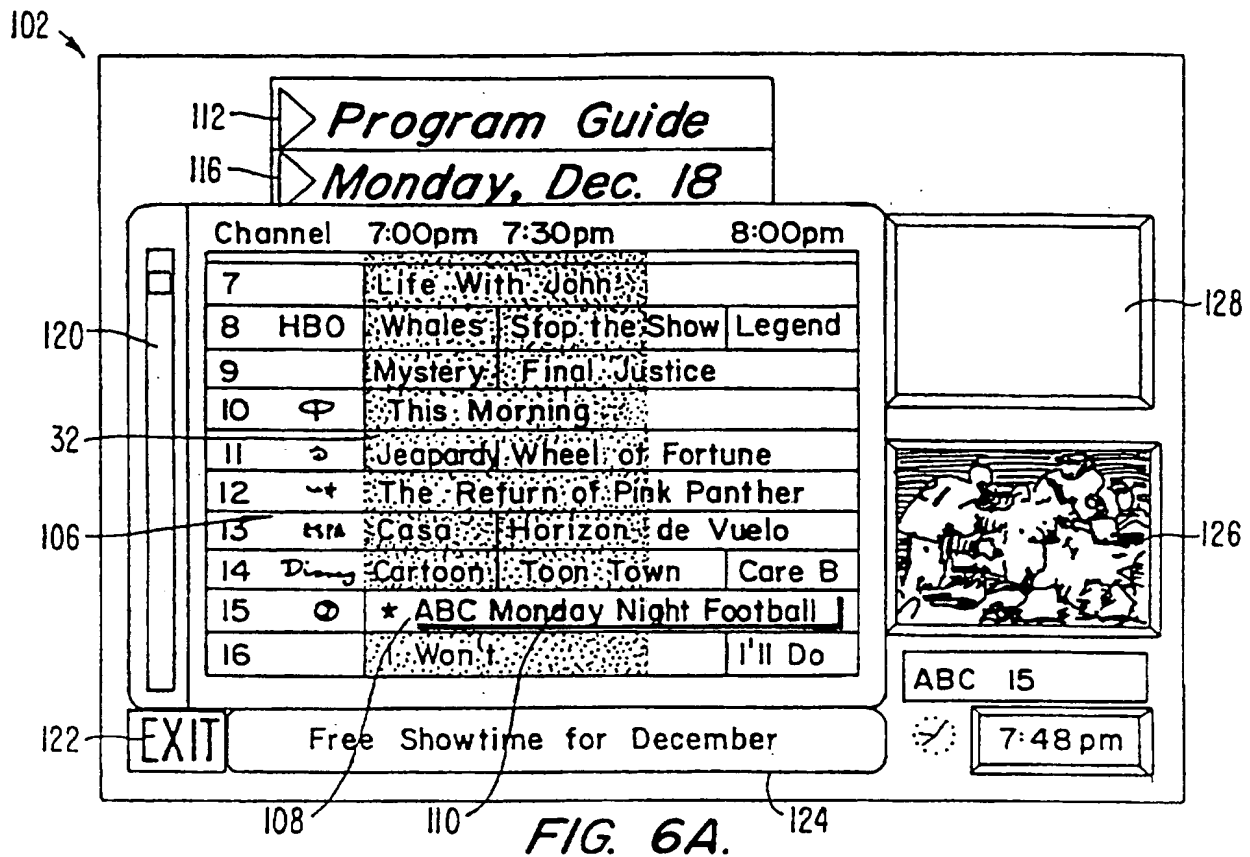 102
112 Program Guide
116 Monday, Dec. 18
Channel 7:00pm 7:30pm 8:00pm
7 Life With John
8 HBO Whales Stop the Show Legend
128
120
9 Mystery Final Justice
10 This Morning
32
11 Jeapardy Wheel of Fortune
12 The Return of Pink Panther
106
13 Casa Horizon de Vuelo
126
14 Disney Cartoon Toon Town Care B
15 * ABC Monday Night Football
16 I Won't I'll Do
ABC 15
122 EXIT Free Showtime for December 7:48 pm
108 110 124
FIG. 6A.